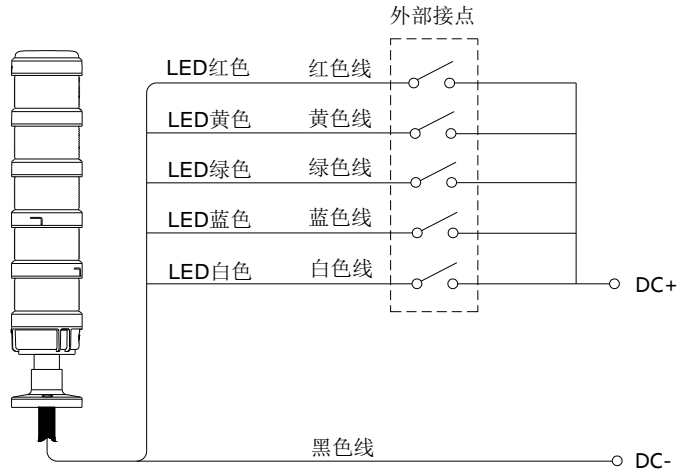 外部接点
LED红色 红色线
LED黄色 黄色线
LED绿色 绿色线
LED蓝色 蓝色线
LED白色 白色线
DC+
黑色线
DC-